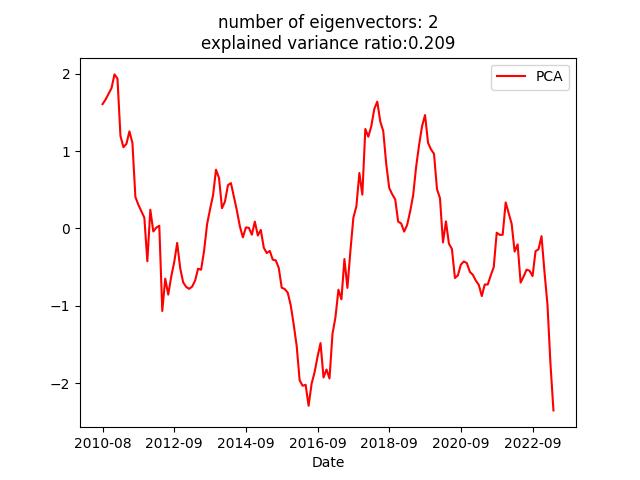 number of eigenvectors: 2
explained variance ratio:0.209
PCA
2
1
0
−1
−2
2010-08 2012-09 2014-09 2016-09 2018-09 2020-09 2022-09
Date